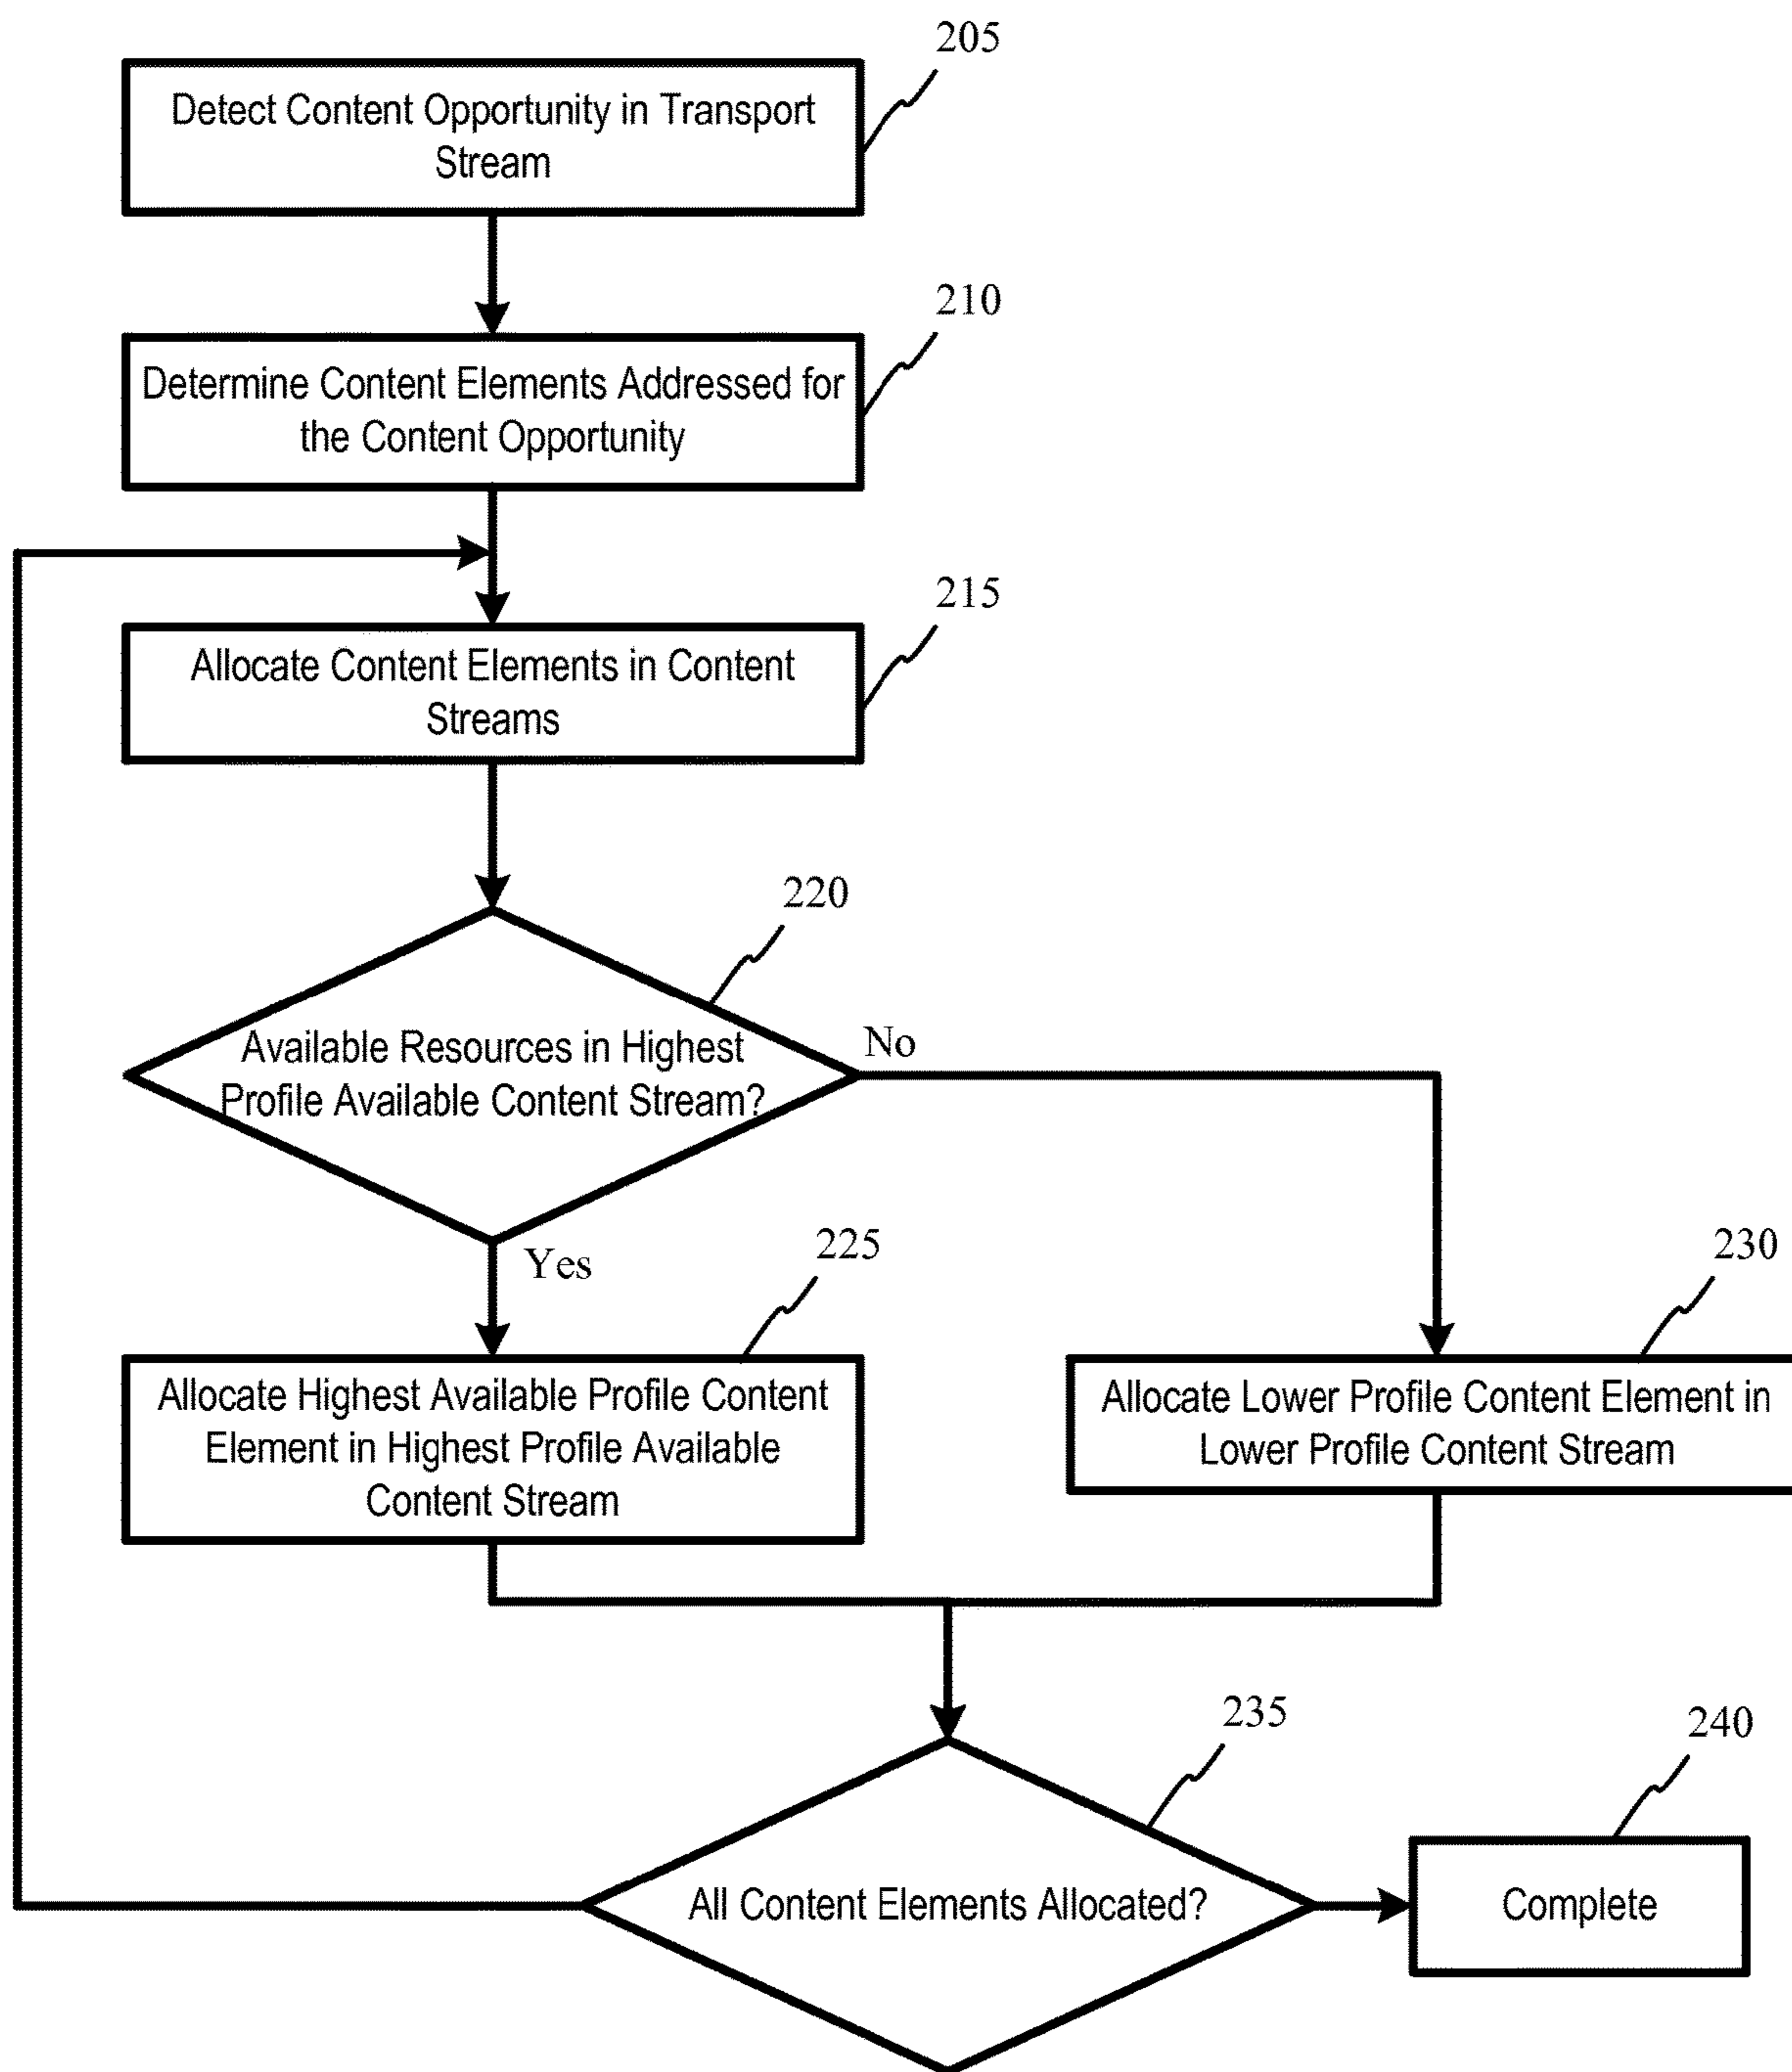 205
Detect Content Opportunity in Transport
Stream
210
Determine Content Elements Addressed for
the Content Opportunity
215
Allocate Content Elements in Content
Streams
220
Available Resources in Highest
Profile Available Content Stream?
No
Yes
225
Allocate Highest Available Profile Content
Element in Highest Profile Available
Content Stream
230
Allocate Lower Profile Content Element in
Lower Profile Content Stream
235
All Content Elements Allocated?
240
Complete